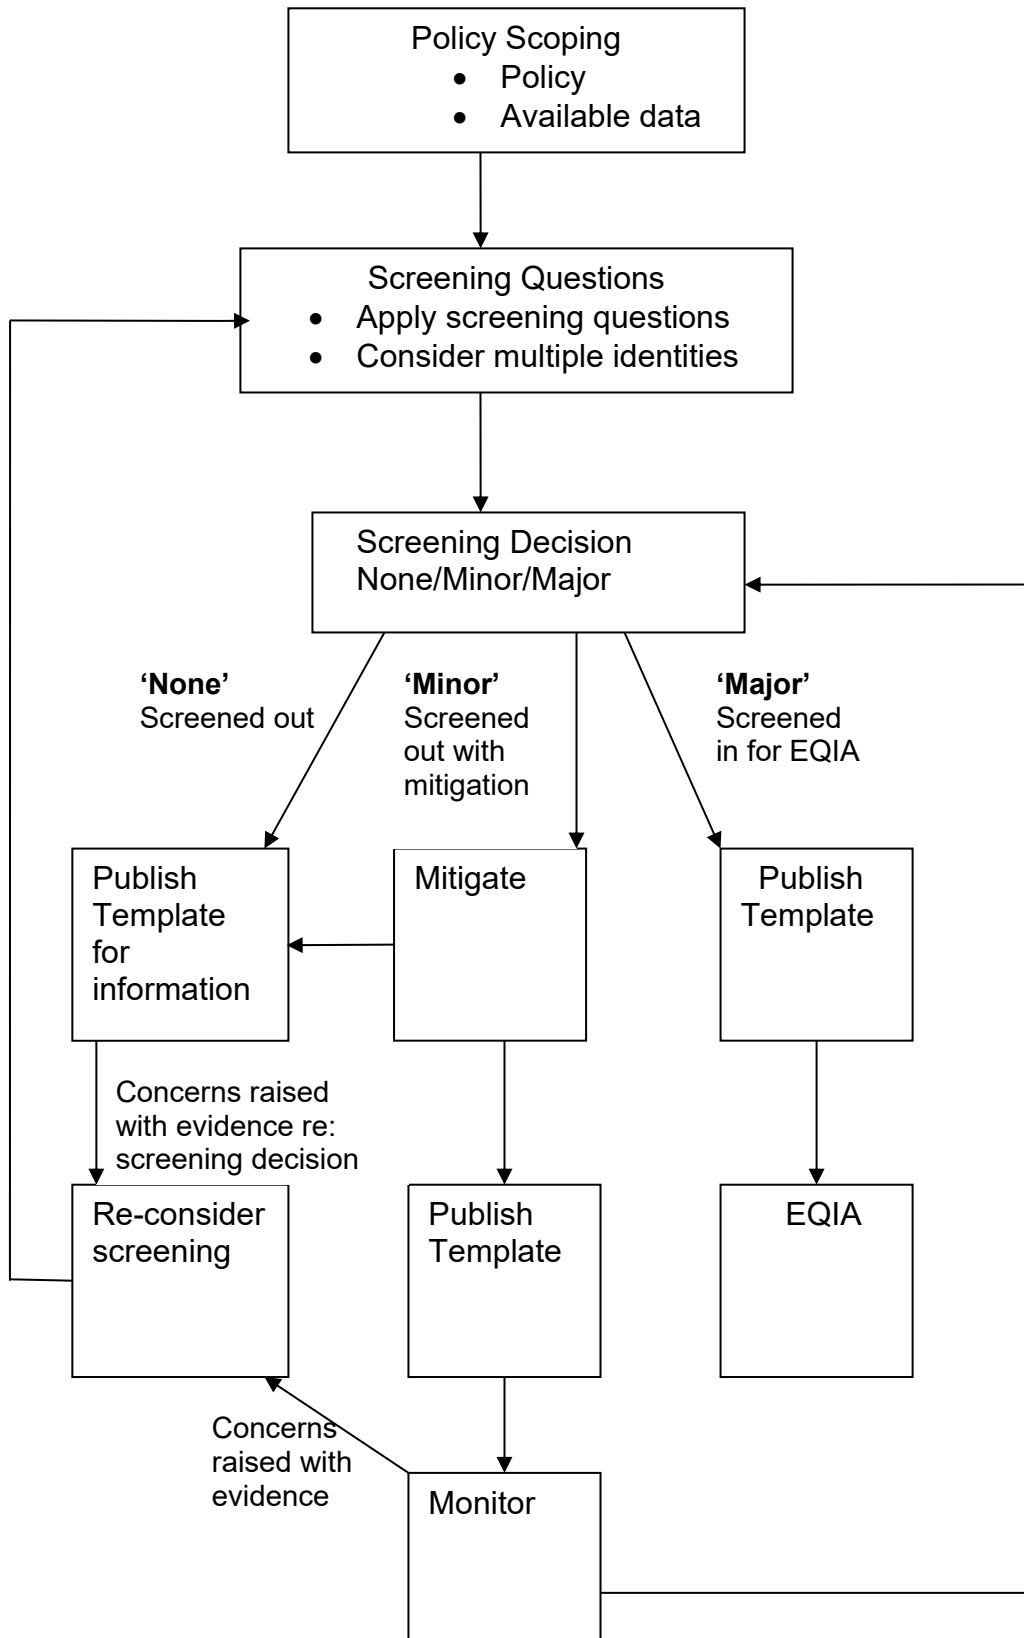 Policy Scoping
• Policy
• Available data
Screening Questions
• Apply screening questions
• Consider multiple identities
Screening Decision
None/Minor/Major
‘None’
Screened out
‘Minor’
Screened
out with
mitigation
‘Major’
Screened
in for EQIA
Publish
Template
for
information
Mitigate
Publish
Template
Concerns raised
with evidence re:
screening decision
Re-consider
screening
Publish
Template
EQIA
Concerns
raised with
evidence
Monitor